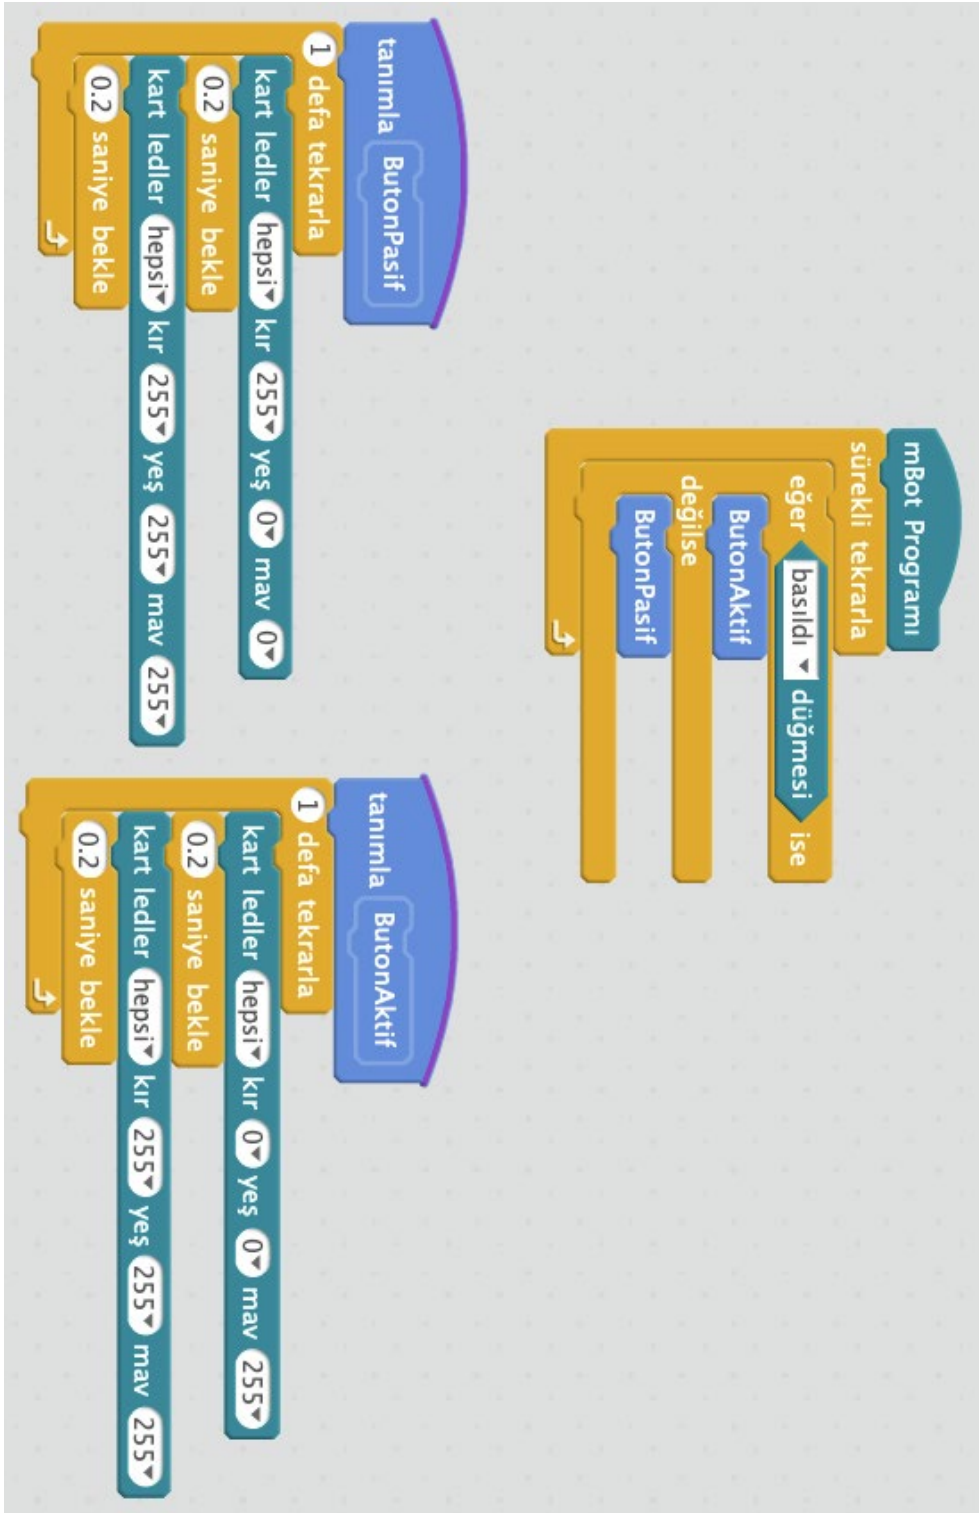 mBot Programı
sürekli tekrarla
eğer basıldı düğmesi ise
ButonAktif
değilse
ButonPasif
tanımla ButonPasif
1 defa tekrarla
kart ledler hepsi kır 255 yeş 0 mav 0
0.2 saniye bekle
kart ledler hepsi kır 255 yeş 255 mav 255
0.2 saniye bekle
tanımla ButonAktif
1 defa tekrarla
kart ledler hepsi kır 0 yeş 0 mav 255
0.2 saniye bekle
kart ledler hepsi kır 255 yeş 255 mav 255
0.2 saniye bekle